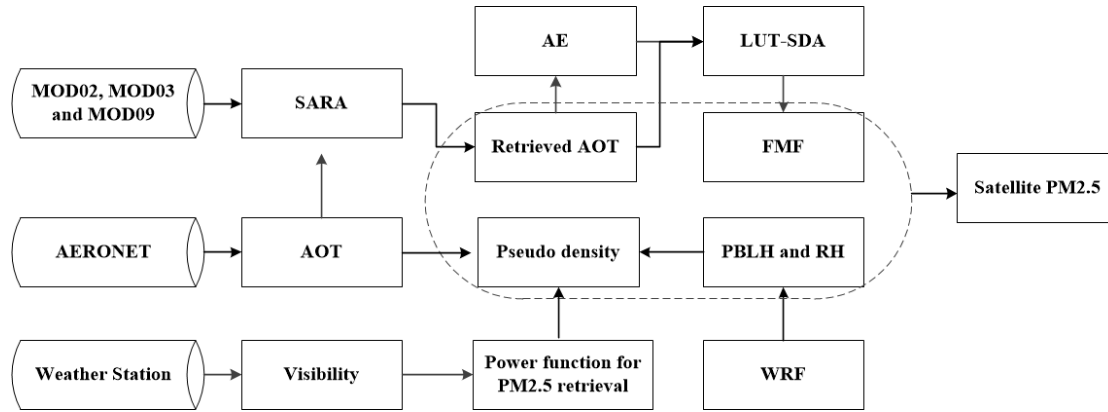 AE
LUT-SDA
MOD02, MOD03
and MOD09
SARA
Retrieved AOT
FMF
Satellite PM2.5
AERONET
AOT
Pseudo density
PBLH and RH
Weather Station
Visibility
Power function for
PM2.5 retrieval
WRF